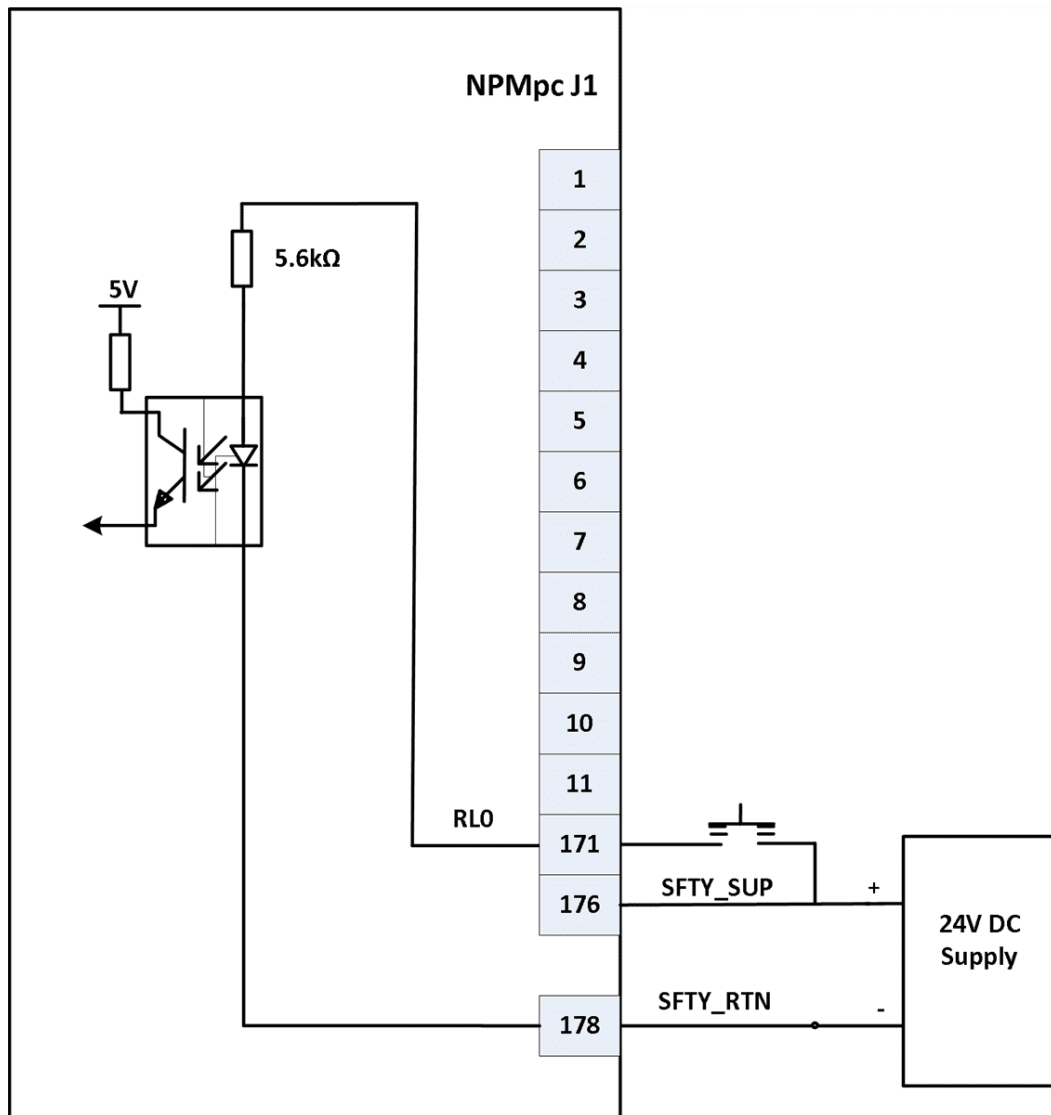 NPMpc J1
1
2
5.6kΩ
5V
3
4
5
6
7
8
9
10
11
RL0
171
SFTY_SUP
+
176
24V DC
Supply
SFTY_RTN
-
178